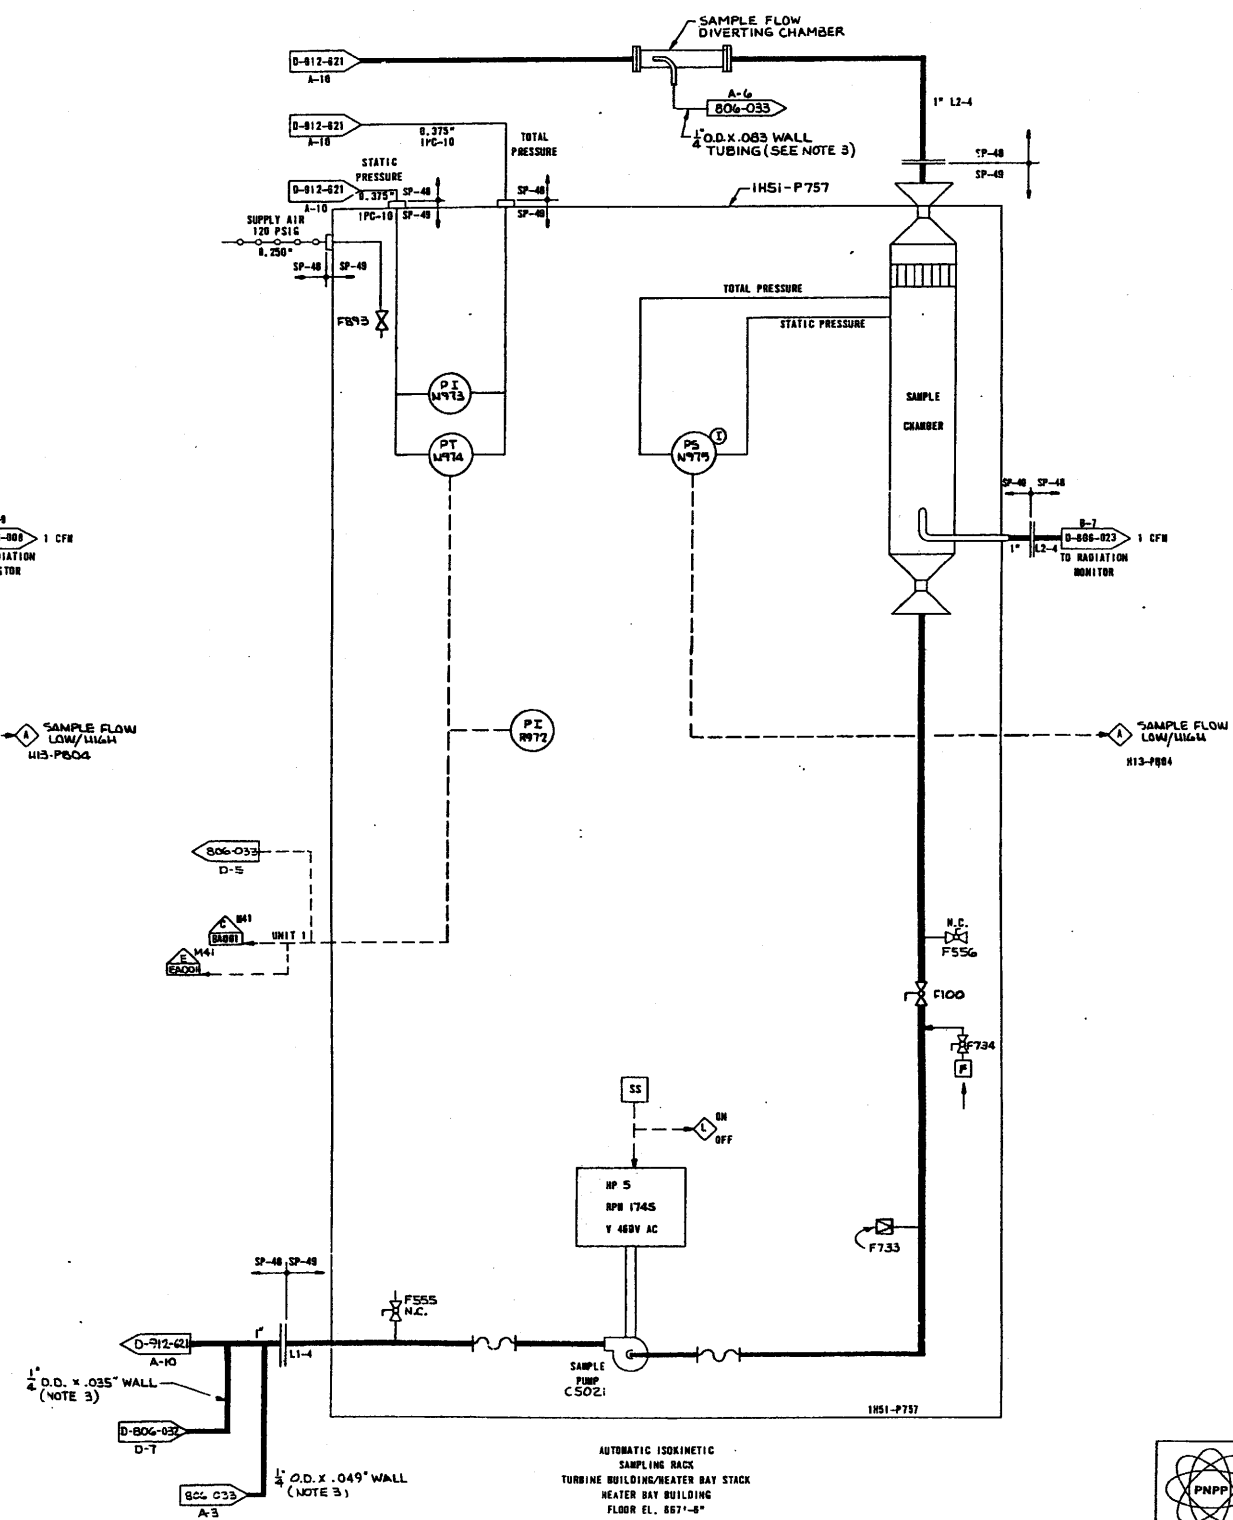 SAMPLE FLOW
DIVERTING CHAMBER
D-912-621
A-10
A-6
806-033
1" L2-4
1/4" O.D. X .083 WALL
TUBING (SEE NOTE 3)
D-912-621
A-10
0.375"
1PC-10
TOTAL
PRESSURE
STATIC
PRESSURE
D-912-621
A-10
0.375"
1PC-10
SP-48
SP-49
SP-48
SP-49
SP-48
SP-49
1H51-P757
SUPPLY AIR
120 PSIG
0.250"
SP-48
SP-49
F893
TOTAL PRESSURE
STATIC PRESSURE
PI
N973
PT
N974
PS
N975
I
SAMPLE
CHAMBER
SP-49
SP-48
1"
L2-4
B-7
D-806-023
1 CFM
TO RADIATION
MONITOR
1 CFM
A
SAMPLE FLOW
LOW/HIGH
H13-P804
PI
R972
A
SAMPLE FLOW
LOW/HIGH
H13-P804
806-033
D-5
C
M41
UNIT 1
E
M41
N.C.
F556
F100
F734
F
SS
L
ON
OFF
HP 5
RPM 1745
V 460V AC
F733
SP-48
SP-49
F555
N.C.
D-912-621
A-10
1"
L1-4
1/4" O.D. X .035" WALL
(NOTE 3)
D-806-032
D-7
SAMPLE
PUMP
C5021
1H51-P757
806 033
A-3
1/4" O.D. X .049" WALL
(NOTE 3)
AUTOMATIC ISOKINETIC
SAMPLING RACK
TURBINE BUILDING/HEATER BAY STACK
HEATER BAY BUILDING
FLOOR EL. 667'-6"
PNPP